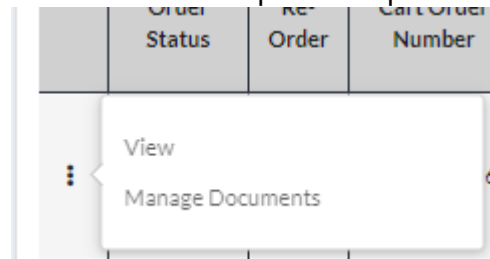 Order Re- Cart Order
Status Order Number
View
Manage Documents